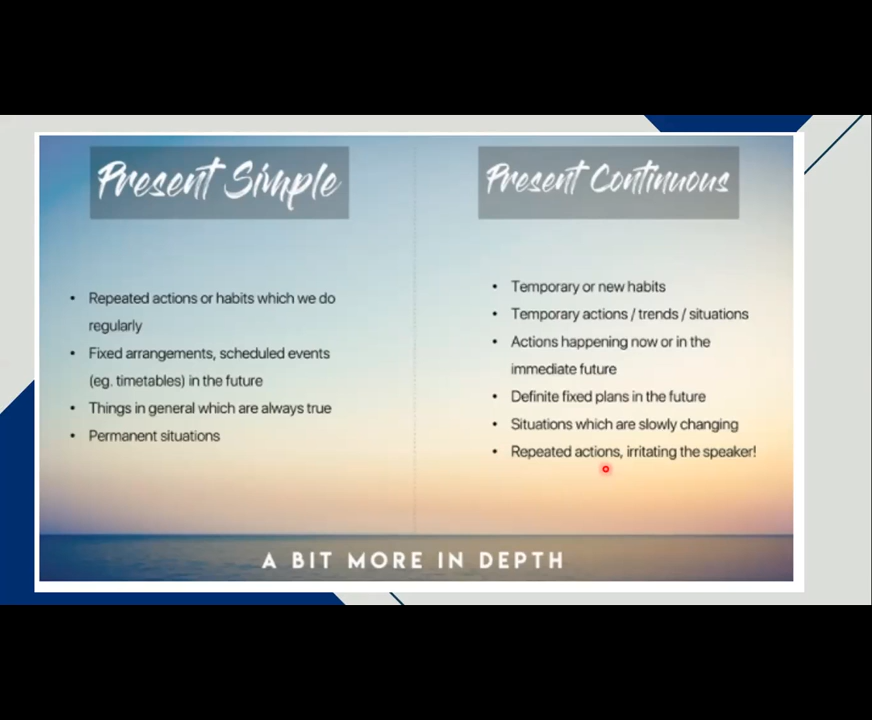 Present Simple
• Repeated actions or habits which we do
regularly
• Fixed arrangements, scheduled events
(eg. timetables) in the future
• Things in general which are always true
• Permanent situations
Present Continuous
• Temporary or new habits
• Temporary actions / trends / situations
• Actions happening now or in the
immediate future
• Definite fixed plans in the future
• Situations which are slowly changing
• Repeated actions, irritating the speaker!
A BIT MORE IN DEPTH